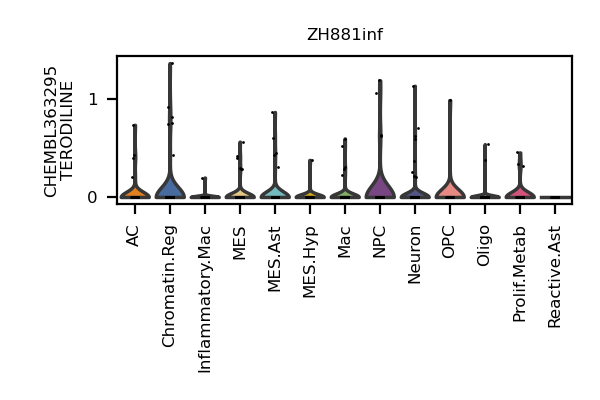 ZH881inf
CHEMBL363295
TERODILINE
1
0
AC
Chromatin.Reg
Inflammatory.Mac
MES
MES.Ast
MES.Hyp
Mac
NPC
Neuron
OPC
Oligo
Prolif.Metab
Reactive.Ast